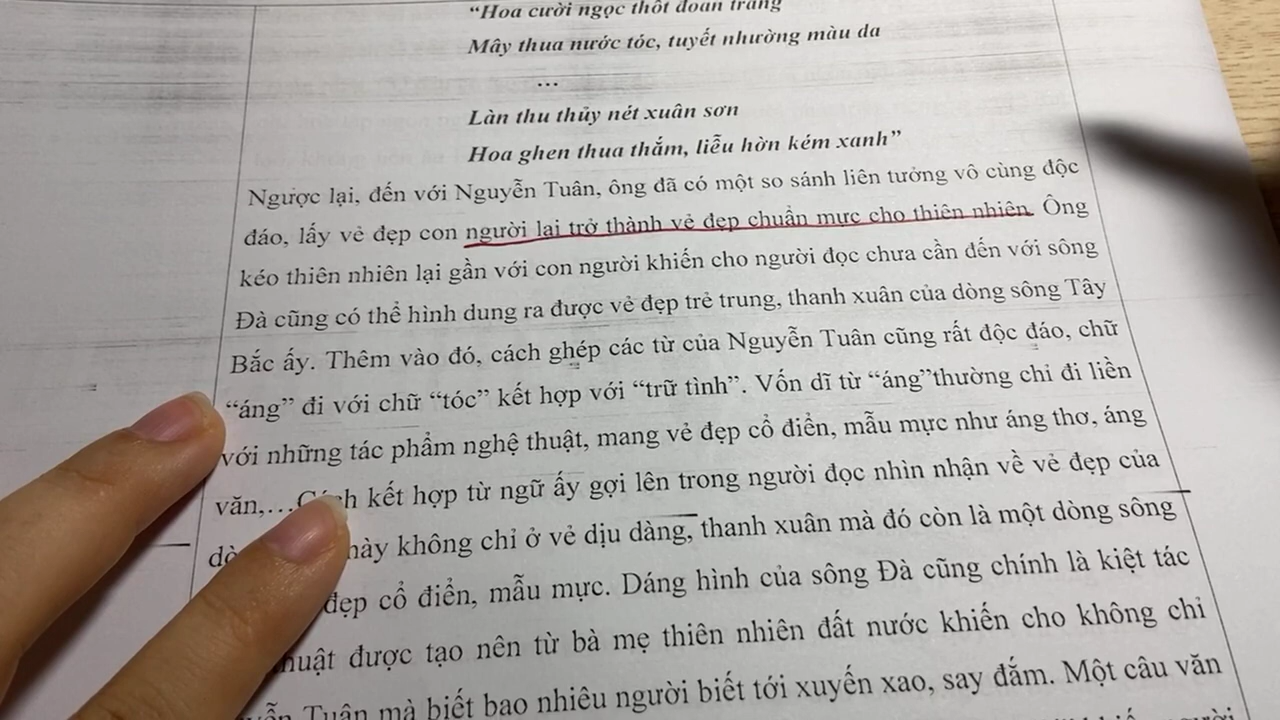 “Hoa cười ngọc thốt đoan trang
Mây thua nước tóc, tuyết nhường màu da
...
Làn thu thủy nét xuân sơn
Hoa ghen thua thắm, liễu hờn kém xanh”
Ngược lại, đến với Nguyễn Tuân, ông đã có một so sánh liên tưởng vô cùng độc
đáo, lấy vẻ đẹp con người lại trở thành vẻ đẹp chuẩn mực cho thiên nhiên. Ông
kéo thiên nhiên lại gần với con người khiến cho người đọc chưa cần đến với sông
Đà cũng có thể hình dung ra được vẻ đẹp trẻ trung, thanh xuân của dòng sông Tây
Bắc ấy. Thêm vào đó, cách ghép các từ của Nguyễn Tuân cũng rất độc đáo, chữ
“áng” đi với chữ “tóc” kết hợp với “trữ tình”. Vốn dĩ từ “áng”thường chỉ đi liền
với những tác phẩm nghệ thuật, mang vẻ đẹp cổ điển, mẫu mực như áng thơ, áng
văn,...Cách kết hợp từ ngữ ấy gợi lên trong người đọc nhìn nhận về vẻ đẹp của
này không chỉ ở vẻ dịu dàng, thanh xuân mà đó còn là một dòng sông
đẹp cổ điển, mẫu mực. Dáng hình của sông Đà cũng chính là kiệt tác
thuật được tạo nên từ bà mẹ thiên nhiên đất nước khiến cho không chỉ
Tuân mà biết bao nhiêu người biết tới xuyến xao, say đắm. Một câu văn